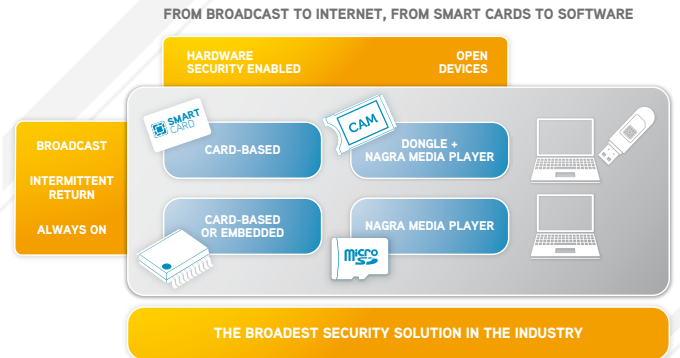 FROM BROADCAST TO INTERNET, FROM SMART CARDS TO SOFTWARE
HARDWARE
SECURITY ENABLED
OPEN
DEVICES
BROADCAST
INTERMITTENT
RETURN
ALWAYS ON
SMART
CARD
CARD-BASED
CAM
DONGLE +
NAGRA MEDIA PLAYER
CARD-BASED
OR EMBEDDED
NAGRA MEDIA PLAYER
micro
SD
THE BROADEST SECURITY SOLUTION IN THE INDUSTRY